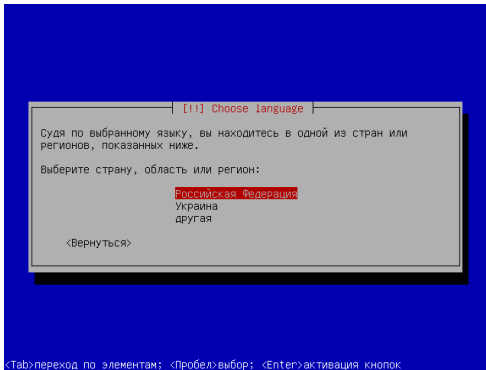 [!!] Choose language
Судя по выбранному языку, вы находитесь в одной из стран или
регионов, показанных ниже.
Выберите страну, область или регион:
Российская Федерация
Украина
другая
<Вернуться>
<Tab>переход по элементам; <Пробел>выбор; <Enter>активация кнопок